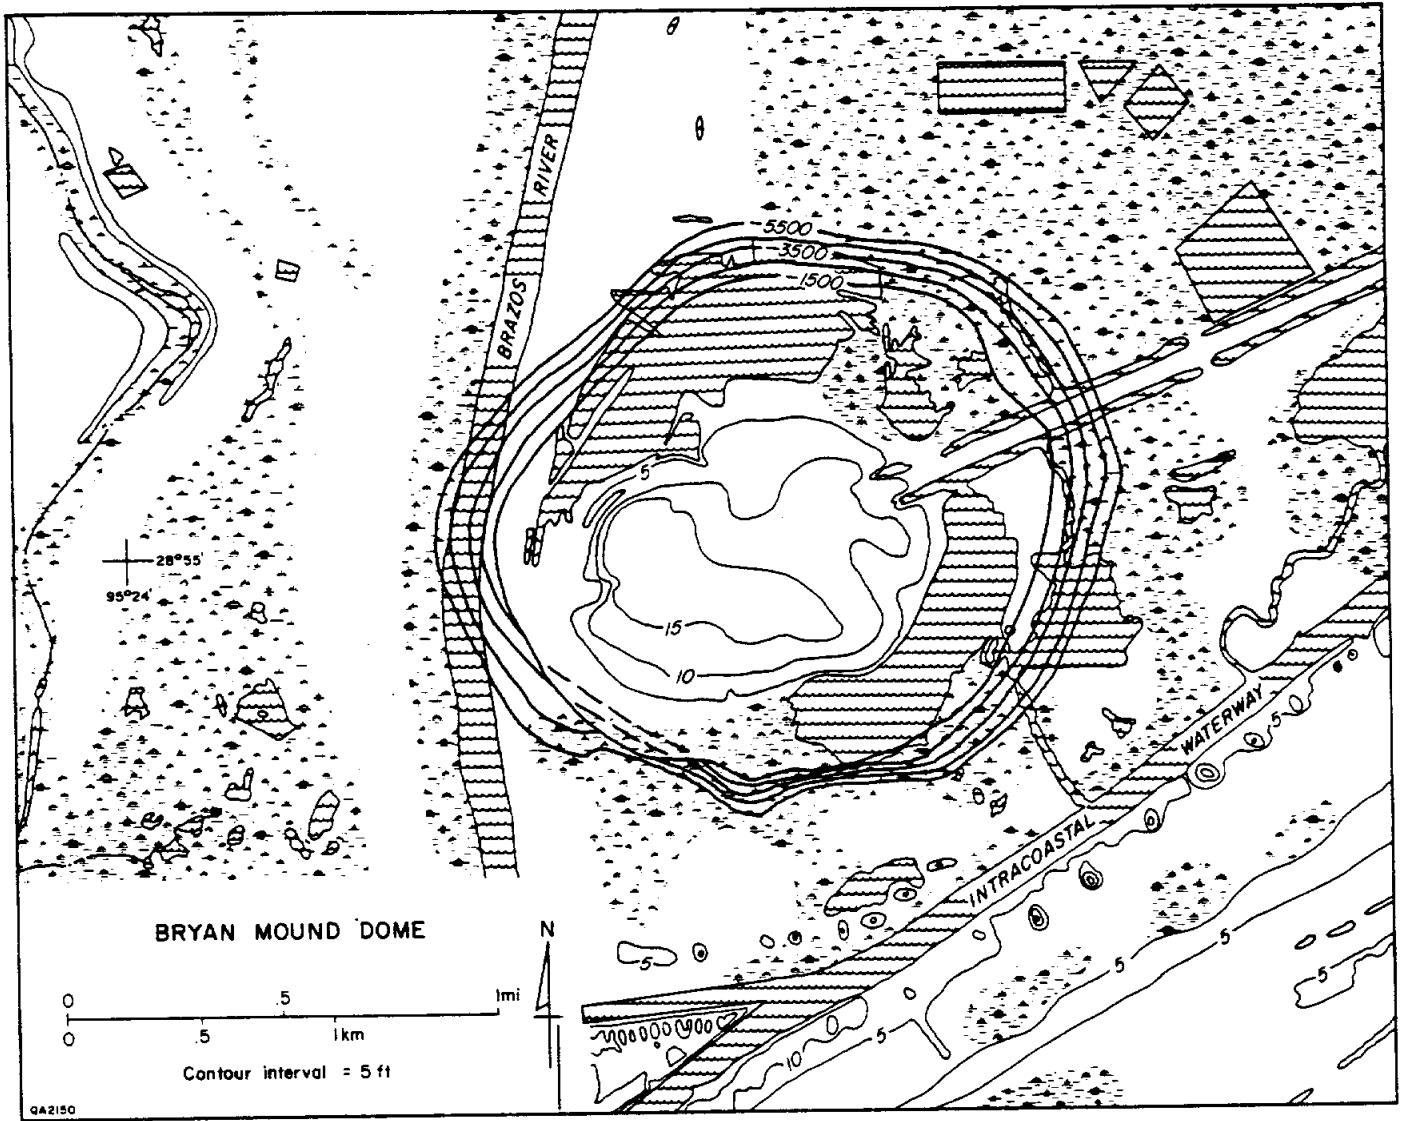 BRAZOS RIVER
5500
3500
1500
5
28°55'
95°24'
15
10
WATERWAY
5
INTRACOASTAL
5
5
5
5
5
10
BRYAN MOUND DOME
N
0 .5 1mi
0 .5 1km
Contour interval = 5 ft
QA2150